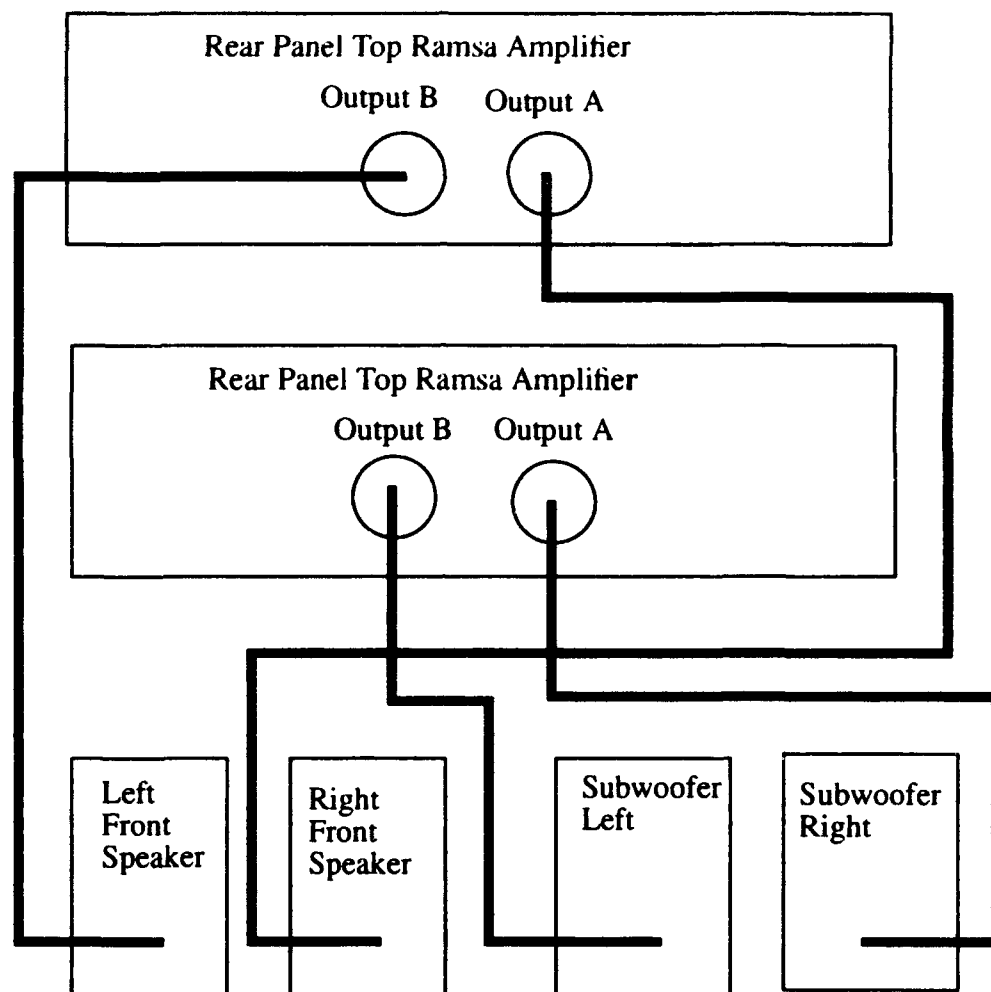 Rear Panel Top Ramsa Amplifier
Output B
Output A
Rear Panel Top Ramsa Amplifier
Output B
Output A
Left
Front
Speaker
Right
Front
Speaker
Subwoofer
Left
Subwoofer
Right